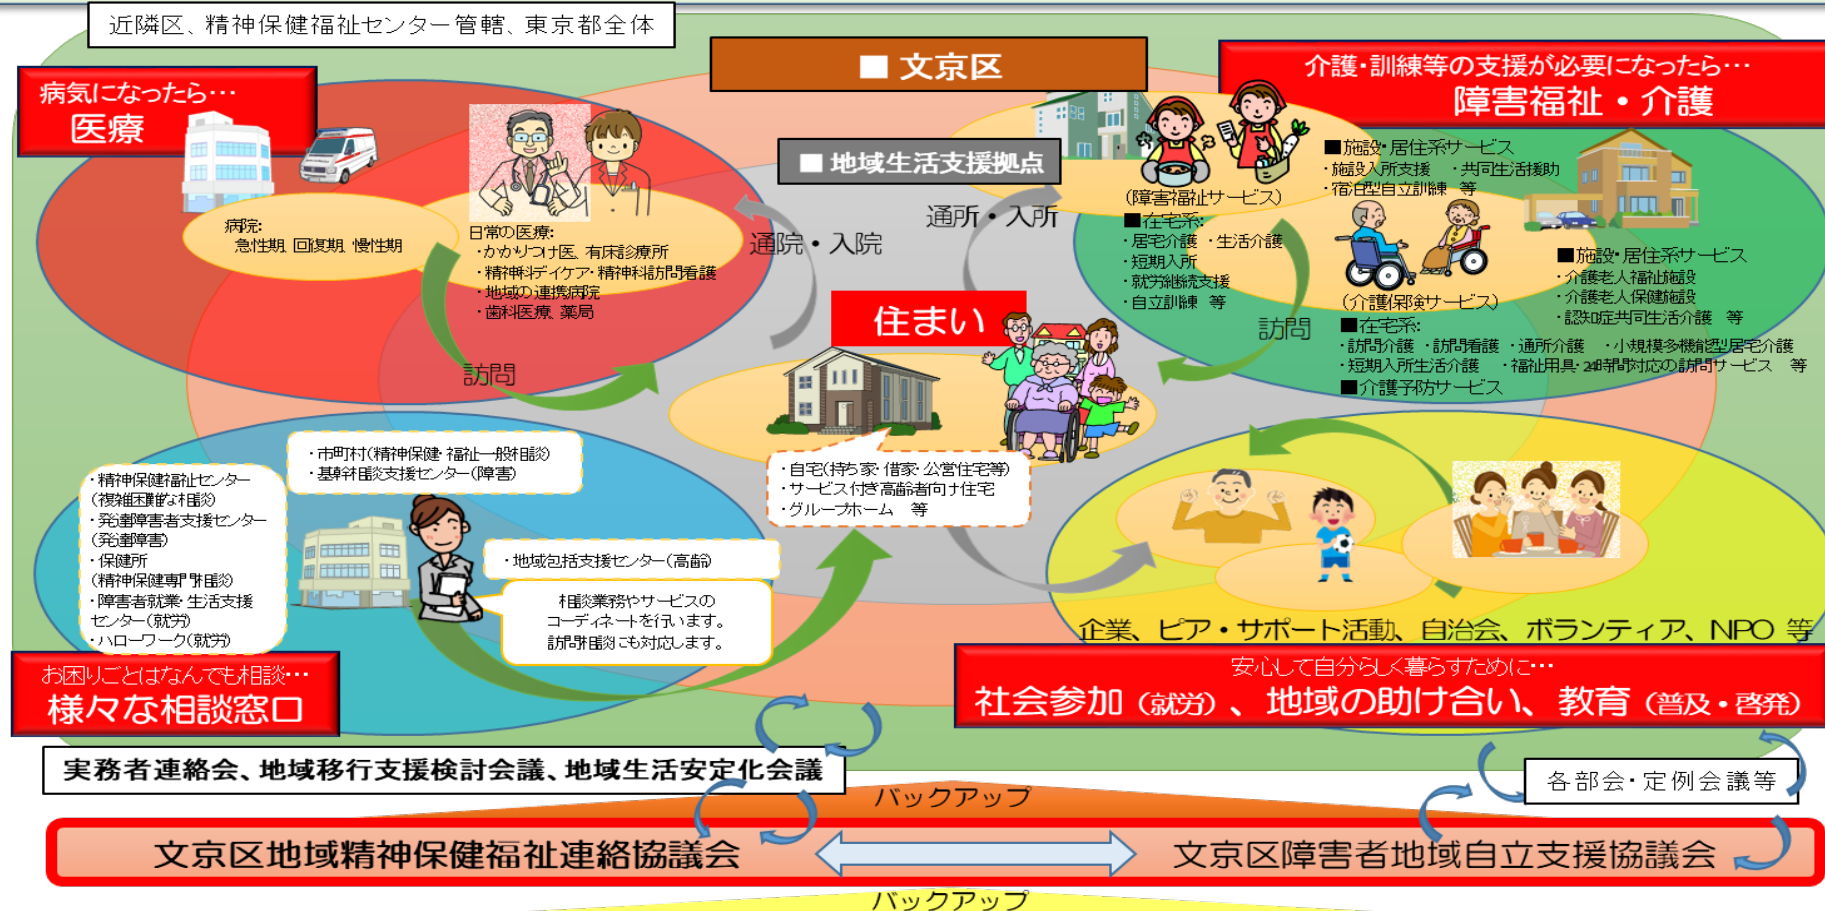 近隣区、精神保健福祉センター管轄、東京都全体
■ 文京区
病気になったら…
医療
介護・訓練等の支援が必要になったら…
障害福祉・介護
■ 地域生活支援拠点
病院:
急性期、回復期、慢性期
日常の医療:
・かかりつけ医、有床診療所
・精神科デイケア・精神科訪問看護
・地域の連携病院
・歯科医療、薬局
通院・入院
訪問
通所・入所
(障害福祉サービス)
■在宅系:
・居宅介護 ・生活介護
・短期入所
・就労継続支援
・自立訓練 等
■施設・居住系サービス
・施設入所支援 ・共同生活援助
・宿泊型自立訓練 等
(介護保険サービス)
■在宅系:
・訪問介護 ・訪問看護 ・通所介護 ・小規模多機能型居宅介護
・短期入所生活介護 ・福祉用具・24時間対応の訪問サービス 等
■介護予防サービス
■施設・居住系サービス
・介護老人福祉施設
・介護老人保健施設
・認知症共同生活介護 等
訪問
住まい
・自宅(持ち家・借家・公営住宅等)
・サービス付き高齢者向け住宅
・グループホーム 等
・市町村(精神保健・福祉一般相談)
・基幹相談支援センター(障害)
・精神保健福祉センター
(複雑困難な相談)
・発達障害者支援センター
(発達障害)
・保健所
(精神保健専門相談)
・障害者就業・生活支援
センター(就労)
・ハローワーク(就労)
・地域包括支援センター(高齢)
相談業務やサービスの
コーディネートを行います。
訪問相談にも対応します。
お困りごとはなんでも相談…
様々な相談窓口
企業、ピア・サポート活動、自治会、ボランティア、NPO 等
安心して自分らしく暮らすために…
社会参加（就労）、地域の助け合い、教育（普及・啓発）
実務者連絡会、地域移行支援検討会議、地域生活安定化会議
各部会・定例会議等
バックアップ
文京区地域精神保健福祉連絡協議会
文京区障害者地域自立支援協議会
バックアップ